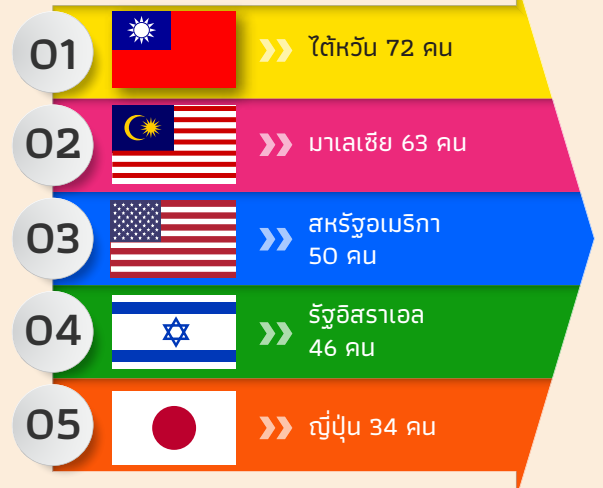 01
ไต้หวัน 72 คน
02
มาเลเซีย 63 คน
03
สหรัฐอเมริกา
50 คน
04
รัฐอิสราเอล
46 คน
05
ญี่ปุ่น 34 คน